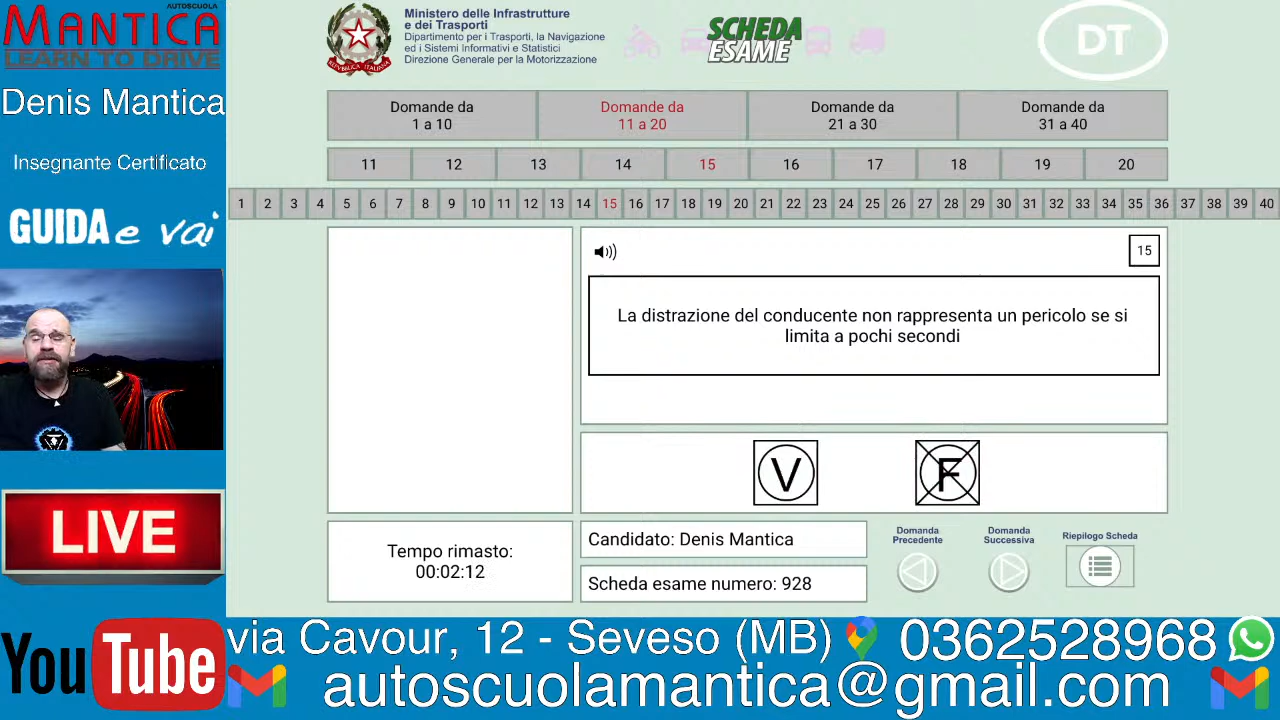 AUTOSCUOLA
MANTICA
LEARN TO DRIVE
Denis Mantica
Insegnante Certificato
GUIDA e vai
LIVE
YouTube
Ministero delle Infrastrutture
e dei Trasporti
Dipartimento per i Trasporti, la Navigazione
ed i Sistemi Informativi e Statistici
Direzione Generale per la Motorizzazione
REPVBBLICA ITALIANA
SCHEDA
ESAME
DT
Domande da
1 a 10
Domande da
11 a 20
Domande da
21 a 30
Domande da
31 a 40
11 12 13 14 15 16 17 18 19 20
1 2 3 4 5 6 7 8 9 10 11 12 13 14 15 16 17 18 19 20 21 22 23 24 25 26 27 28 29 30 31 32 33 34 35 36 37 38 39 40
15
La distrazione del conducente non rappresenta un pericolo se si
limita a pochi secondi
V F
Tempo rimasto:
00:02:12
Candidato: Denis Mantica
Scheda esame numero: 928
Domanda
Precedente
Domanda
Successiva
Riepilogo Scheda
via Cavour, 12 - Seveso (MB) 0362528968
autoscuolamantica@gmail.com